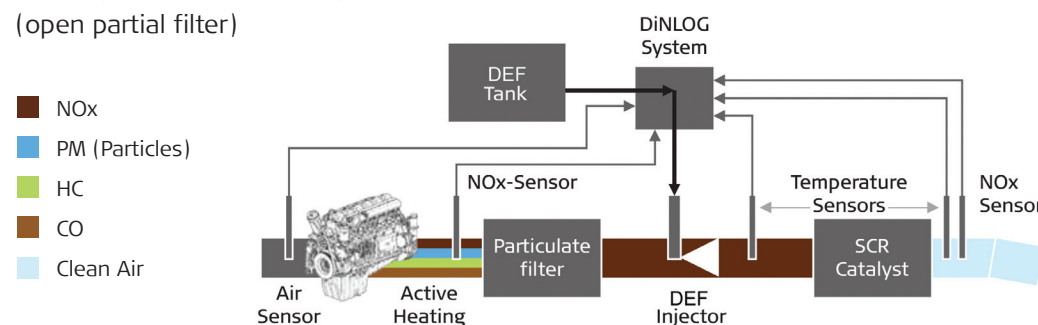 (open partial filter)
NOx
PM (Particles)
HC
CO
Clean Air
DiNLOG
System
DEF
Tank
NOx-Sensor
Temperature
Sensors
NOx
Sensor
Particulate
filter
SCR
Catalyst
Air
Sensor
Active
Heating
DEF
Injector